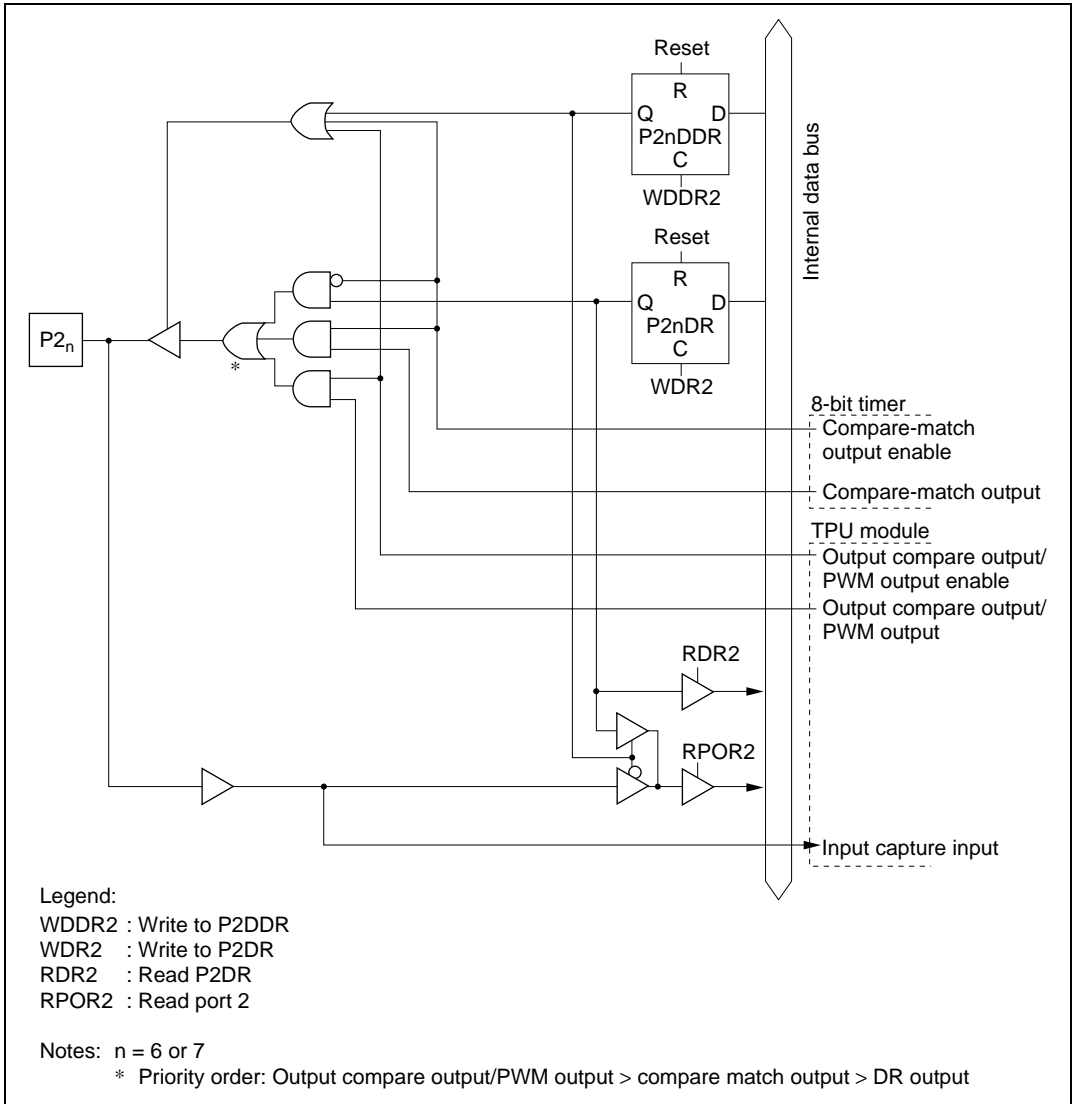 Reset
R
Q D
P2nDDR
C
WDDR2
Reset
R
Q D
P2nDR
C
WDR2
Internal data bus
P2n
*
8-bit timer
Compare-match
output enable
Compare-match output
TPU module
Output compare output/
PWM output enable
Output compare output/
PWM output
RDR2
RPOR2
Input capture input
Legend:
WDDR2 : Write to P2DDR
WDR2 : Write to P2DR
RDR2 : Read P2DR
RPOR2 : Read port 2
Notes: n = 6 or 7
* Priority order: Output compare output/PWM output > compare match output > DR output